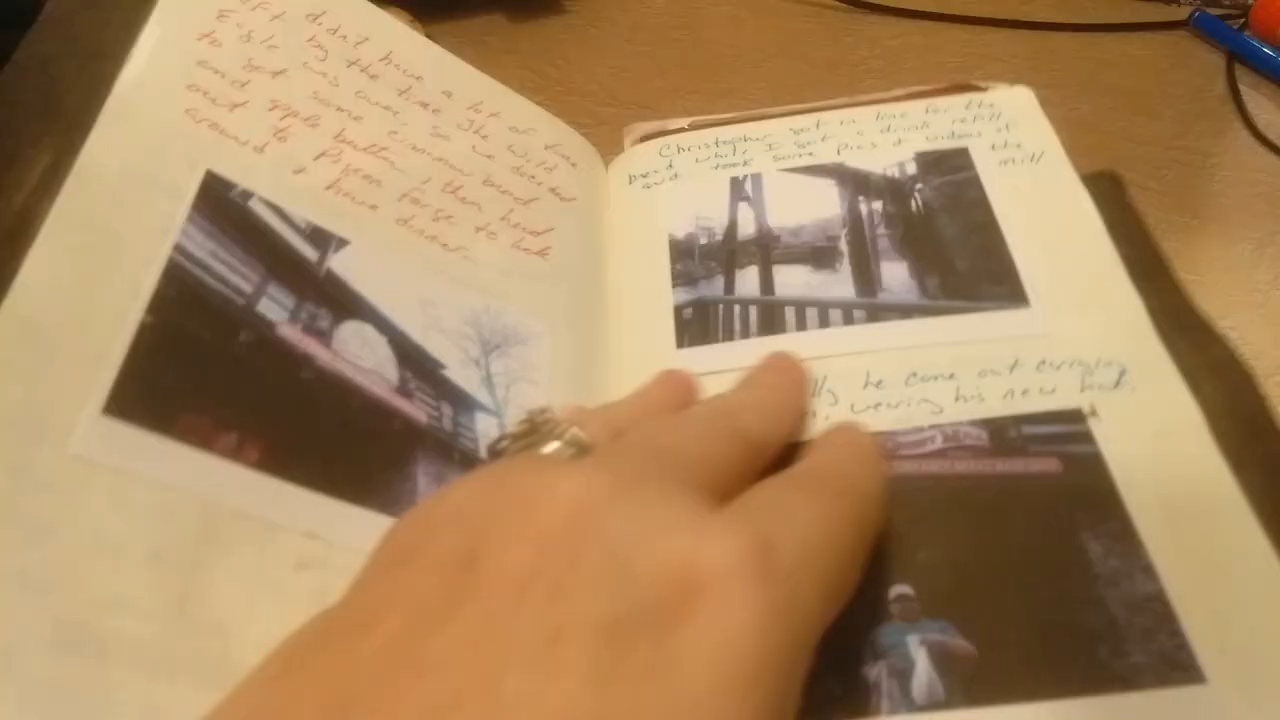 didn't have a lot of time
by the time The Wild
Eagle was over, so we decided
to get some cinnamon bread
and apple butter, then head
out to Pigeon Forge to look
around & have dinner.
Christopher got in line for the
bread while I got a drink refill
and took some pics & videos of the
mill
he came out carrying
wearing his new hat.